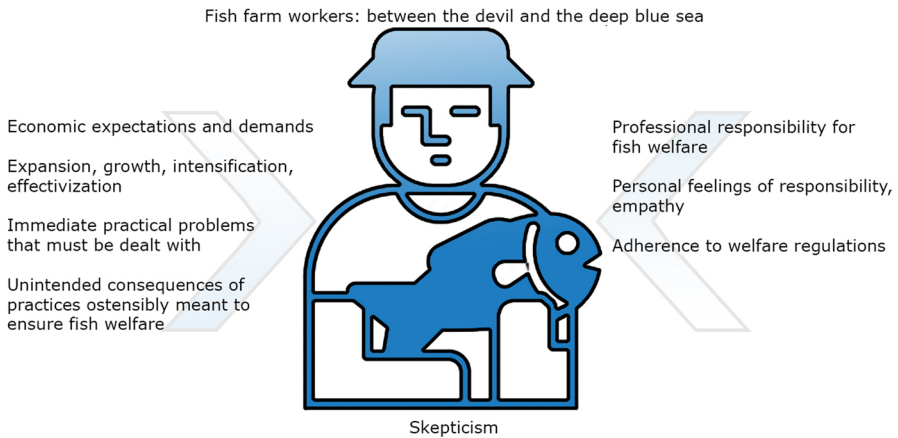 Fish farm workers: between the devil and the deep blue sea
Economic expectations and demands
Expansion, growth, intensification,
effectivization
Immediate practical problems
that must be dealt with
Unintended consequences of
practices ostensibly meant to
ensure fish welfare
Professional responsibility for
fish welfare
Personal feelings of responsibility,
empathy
Adherence to welfare regulations
Skepticism